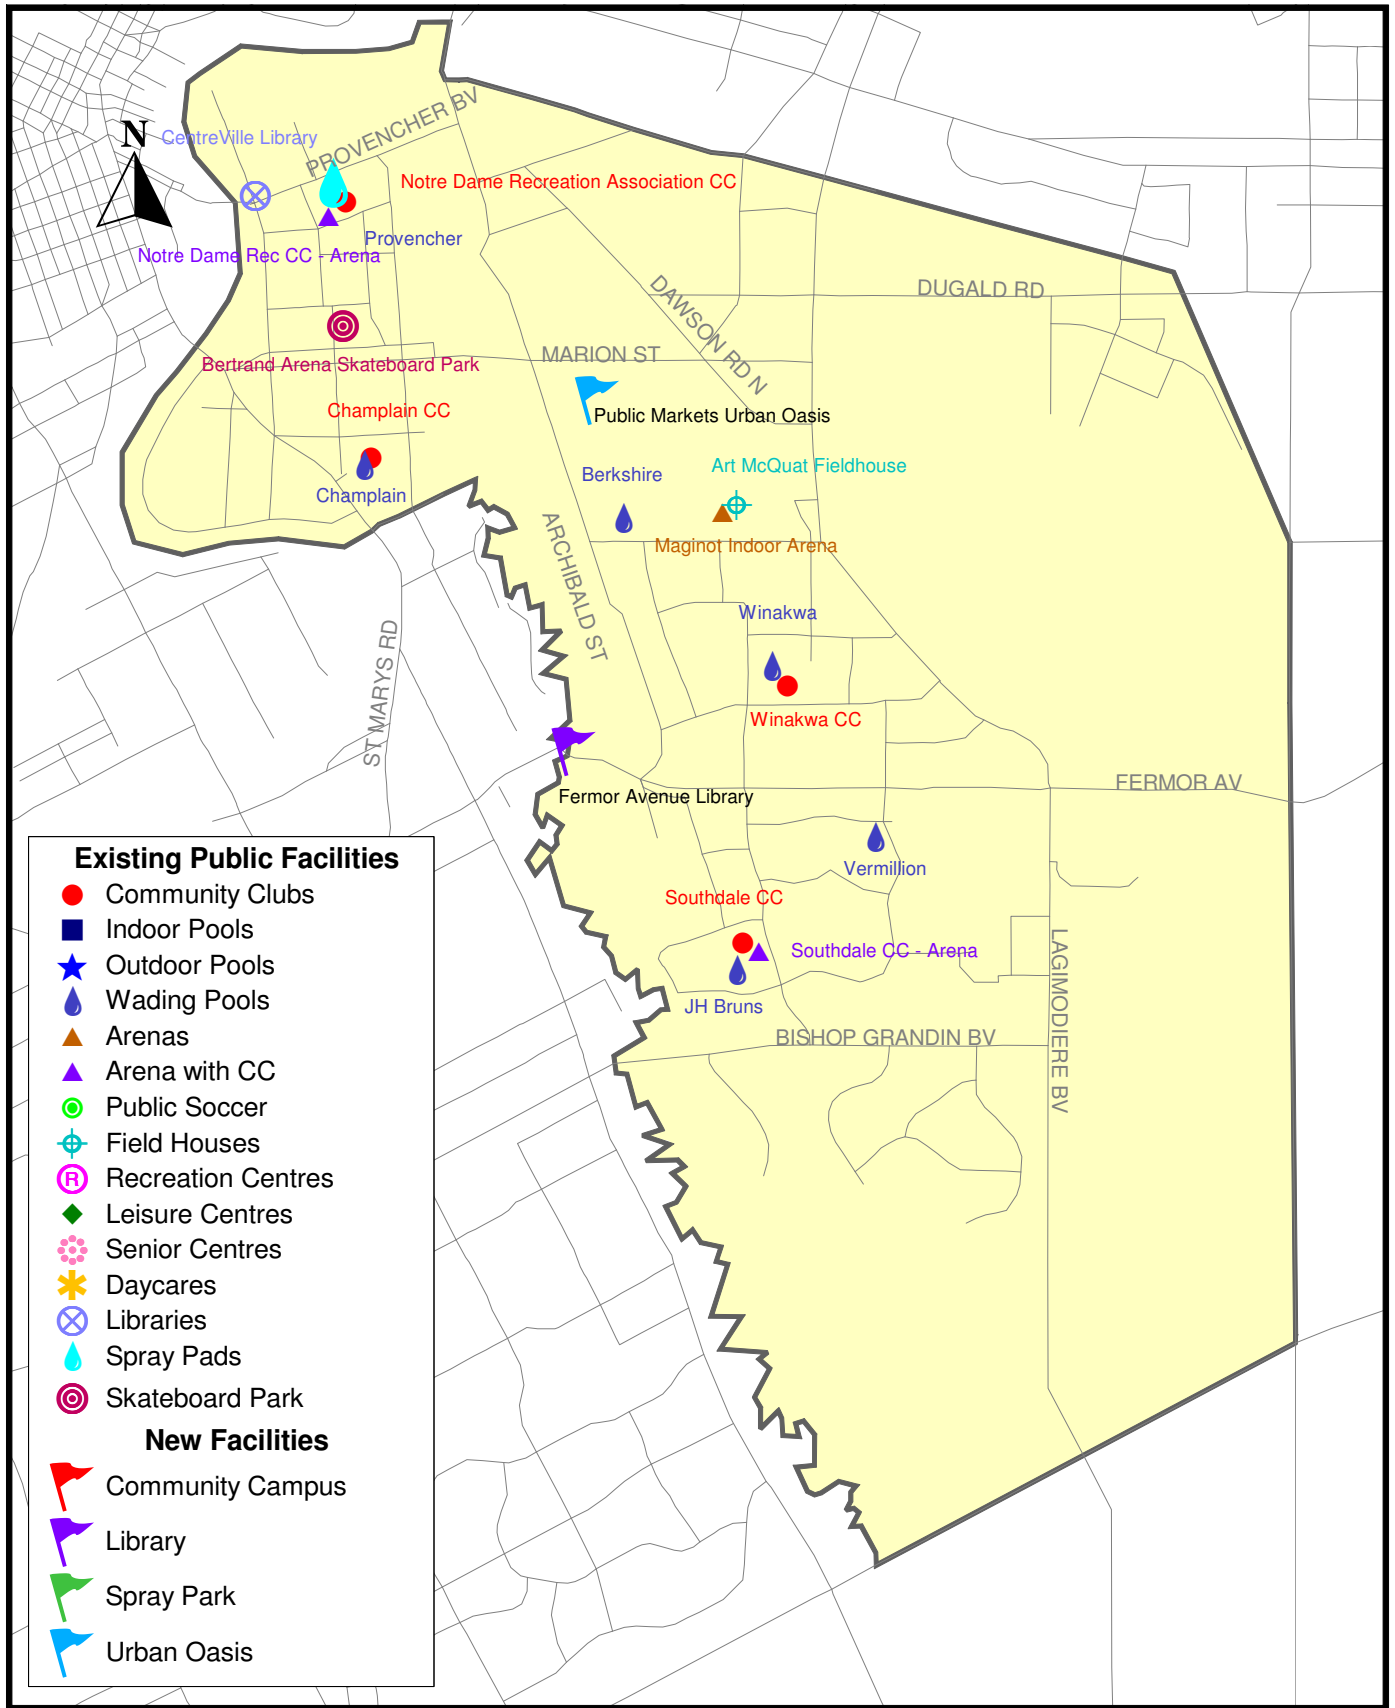 PROVENCHER BV
N
CentreVille Library
Notre Dame Recreation Association CC
Provencher
Notre Dame Rec CC - Arena
DUGALD RD
DAWSON RD N
MARION ST
Bertrand Arena Skateboard Park
Public Markets Urban Oasis
Champlain CC
Art McQuat Fieldhouse
Berkshire
Champlain
ARCHIBALD ST
Maginot Indoor Arena
Winakwa
ST MARYS RD
Winakwa CC
FERMOR AV
Fermor Avenue Library
Vermillion
Southdale CC
Southdale CC - Arena
LAGIMODIERE BV
JH Bruns
BISHOP GRANDIN BV
Existing Public Facilities
Community Clubs
Indoor Pools
Outdoor Pools
Wading Pools
Arenas
Arena with CC
Public Soccer
Field Houses
R Recreation Centres
Leisure Centres
Senior Centres
Daycares
Libraries
Spray Pads
Skateboard Park
New Facilities
Community Campus
Library
Spray Park
Urban Oasis